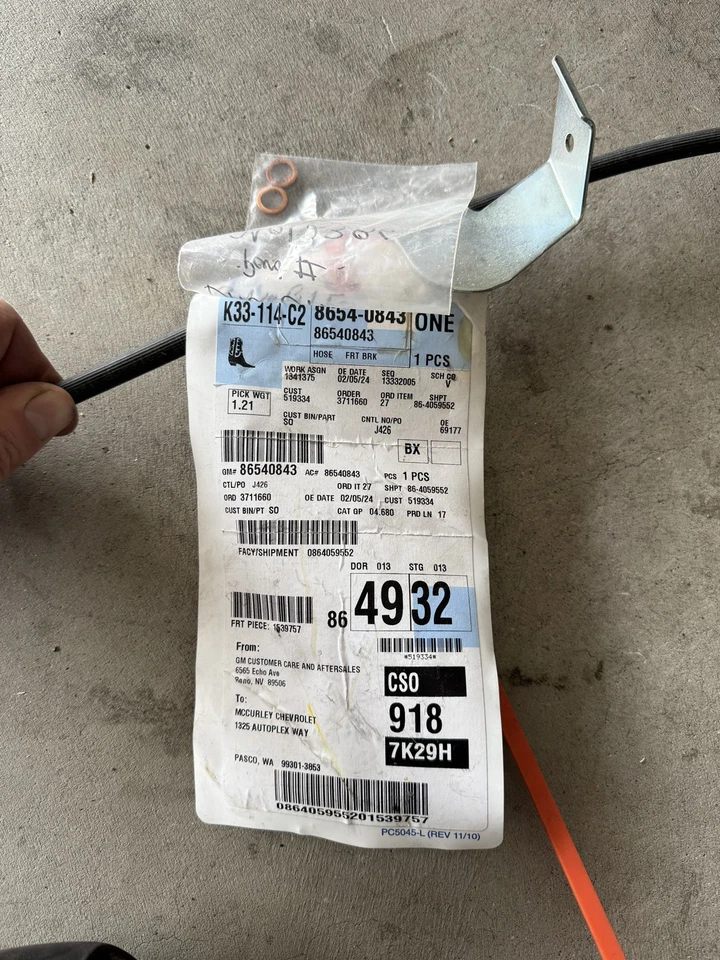 K33-114-C2 8654-0843 ONE
86540843
HOSE FRT BRK 1 PCS
WORK ASGN OE DATE SEQ SCH CD
1341375 02/05/24 13332005 V
PICK WGT CUST ORDER ORD ITEM SHPT
1.21 519334 3711660 27 86-4059552
CUST BIN/PART CNTL NO/PO OE
SO J426 69177
BX
GM# 86540843 AC# 86540843 PCS 1 PCS
CTL/PO J426 ORD IT 27 SHPT 86-4059552
ORD 3711660 OE DATE 02/05/24 CUST 519334
CUST BIN/PT SO CAT GP 04.680 PRD LN 17
FACY/SHIPMENT 0864059552
DOR 013 STG 013
86 49 32
FRT PIECE: 1539757
*519334*
From:
GM CUSTOMER CARE AND AFTERSALES
6565 Echo Ave
Reno, NV 89506
CSO
To:
918
MCCURLEY CHEVROLET
1325 AUTOPLEX WAY
7K29H
PASCO, WA 99301-3853
086405955201539757
PC5045-L (REV 11/10)